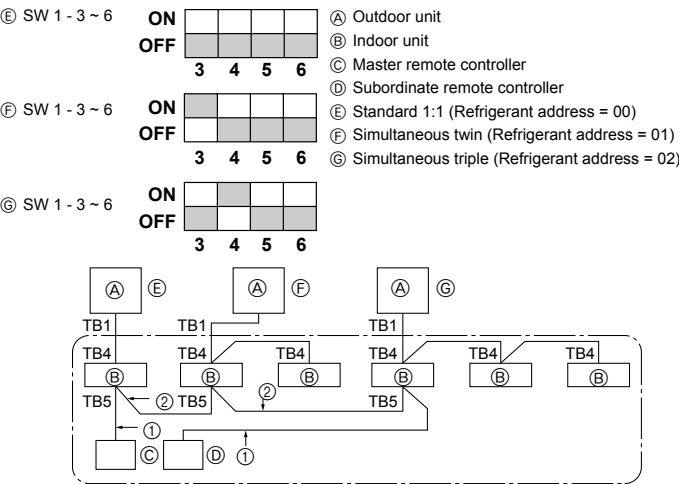 Ⓔ SW 1 - 3 ~ 6
ON
OFF
3 4 5 6
Ⓕ SW 1 - 3 ~ 6
ON
OFF
3 4 5 6
Ⓖ SW 1 - 3 ~ 6
ON
OFF
3 4 5 6
Ⓐ Outdoor unit
Ⓑ Indoor unit
Ⓒ Master remote controller
Ⓓ Subordinate remote controller
Ⓔ Standard 1:1 (Refrigerant address = 00)
Ⓕ Simultaneous twin (Refrigerant address = 01)
Ⓖ Simultaneous triple (Refrigerant address = 02)
Ⓐ Ⓔ Ⓐ Ⓕ Ⓐ Ⓖ
TB1 TB1 TB1
TB4 TB4 TB4 TB4 TB4 TB4
Ⓑ Ⓑ Ⓑ Ⓑ Ⓑ Ⓑ
TB5 ② TB5 ② TB5
① Ⓒ Ⓓ ①